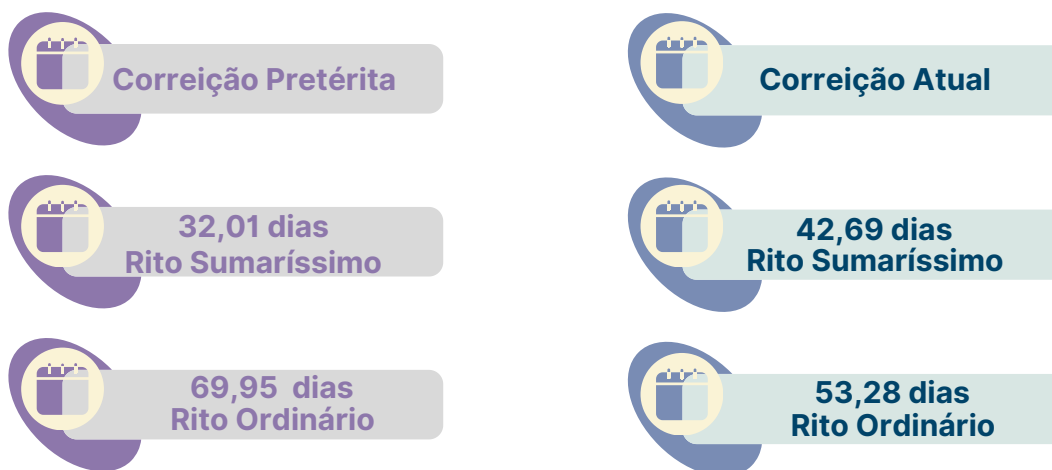 Correição Pretérita
32,01 dias
Rito Sumaríssimo
69,95 dias
Rito Ordinário
Correição Atual
42,69 dias
Rito Sumaríssimo
53,28 dias
Rito Ordinário